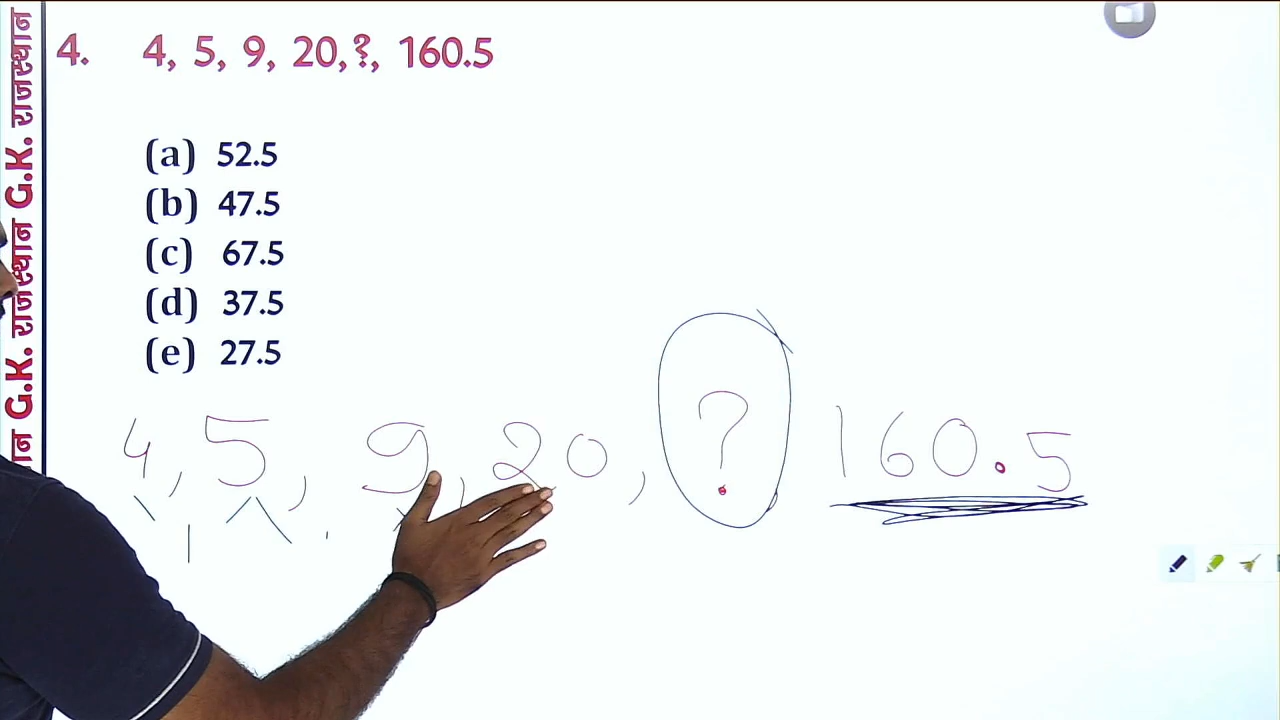 राजस्थान G.K. राजस्थान G.K. राजस्थान
4. 4, 5, 9, 20, ?, 160.5
(a) 52.5
(b) 47.5
(c) 67.5
(d) 37.5
(e) 27.5
4, 5, 9, 20, ? 160.5